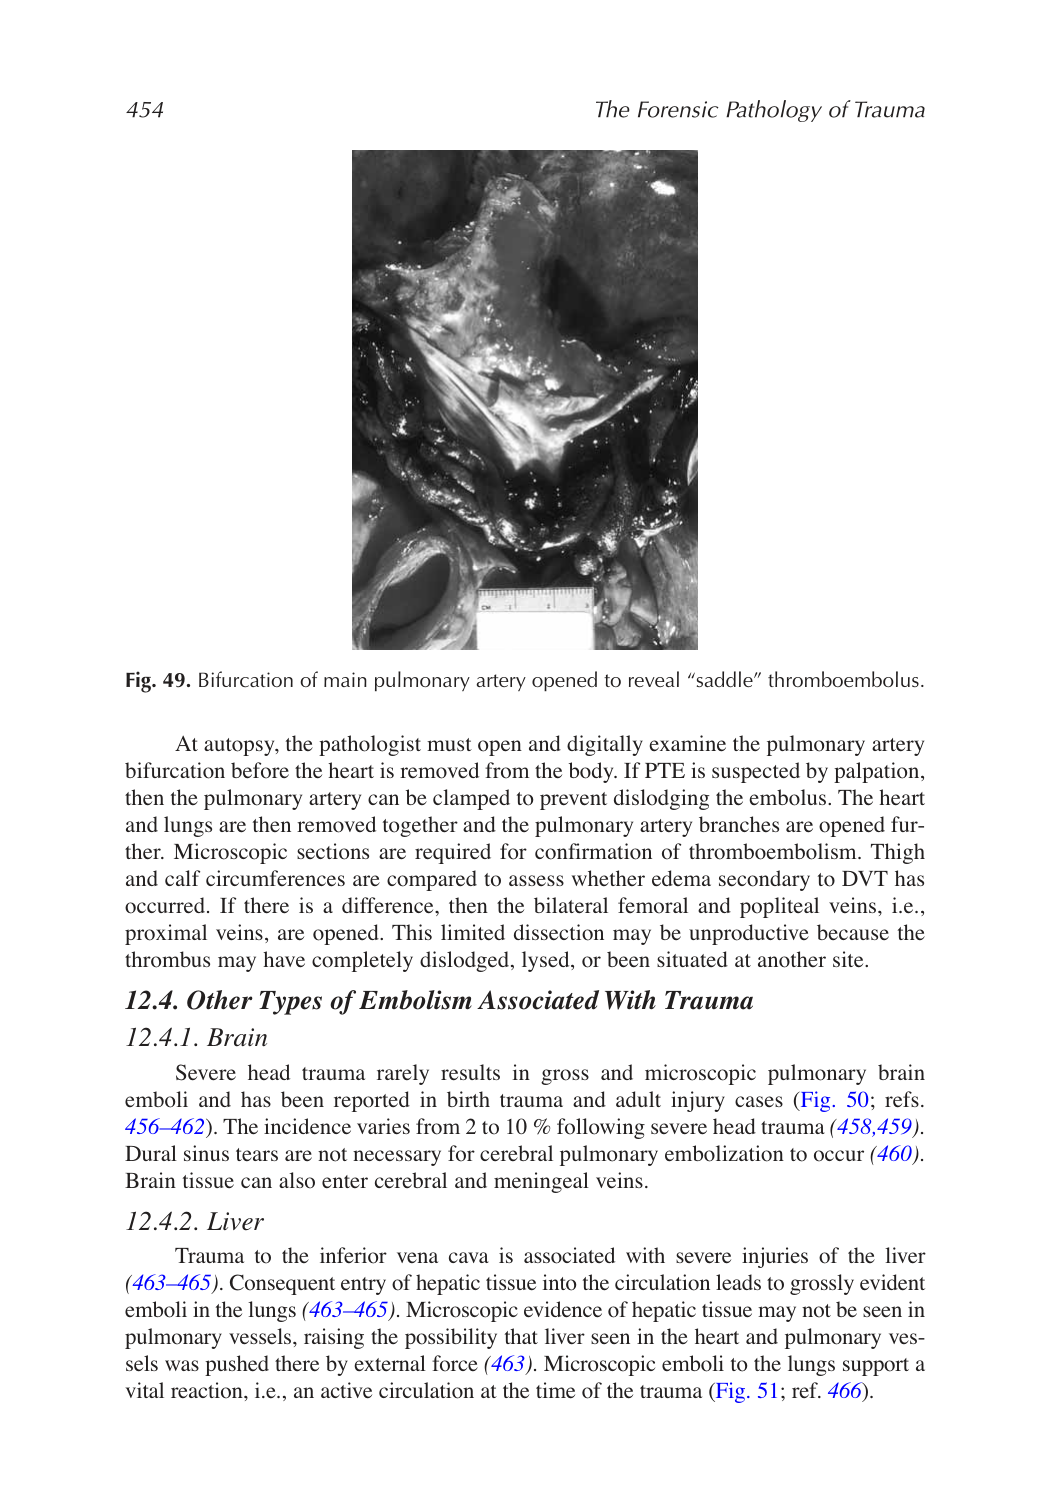 454
The Forensic Pathology of Trauma
CM 1 2 3
Fig. 49. Bifurcation of main pulmonary artery opened to reveal “saddle” thromboembolus.
At autopsy, the pathologist must open and digitally examine the pulmonary artery
bifurcation before the heart is removed from the body. If PTE is suspected by palpation,
then the pulmonary artery can be clamped to prevent dislodging the embolus. The heart
and lungs are then removed together and the pulmonary artery branches are opened fur-
ther. Microscopic sections are required for confirmation of thromboembolism. Thigh
and calf circumferences are compared to assess whether edema secondary to DVT has
occurred. If there is a difference, then the bilateral femoral and popliteal veins, i.e.,
proximal veins, are opened. This limited dissection may be unproductive because the
thrombus may have completely dislodged, lysed, or been situated at another site.
12.4. Other Types of Embolism Associated With Trauma
12.4.1. Brain
Severe head trauma rarely results in gross and microscopic pulmonary brain
emboli and has been reported in birth trauma and adult injury cases (Fig. 50; refs.
456–462). The incidence varies from 2 to 10 % following severe head trauma (458,459).
Dural sinus tears are not necessary for cerebral pulmonary embolization to occur (460).
Brain tissue can also enter cerebral and meningeal veins.
12.4.2. Liver
Trauma to the inferior vena cava is associated with severe injuries of the liver
(463–465). Consequent entry of hepatic tissue into the circulation leads to grossly evident
emboli in the lungs (463–465). Microscopic evidence of hepatic tissue may not be seen in
pulmonary vessels, raising the possibility that liver seen in the heart and pulmonary ves-
sels was pushed there by external force (463). Microscopic emboli to the lungs support a
vital reaction, i.e., an active circulation at the time of the trauma (Fig. 51; ref. 466).